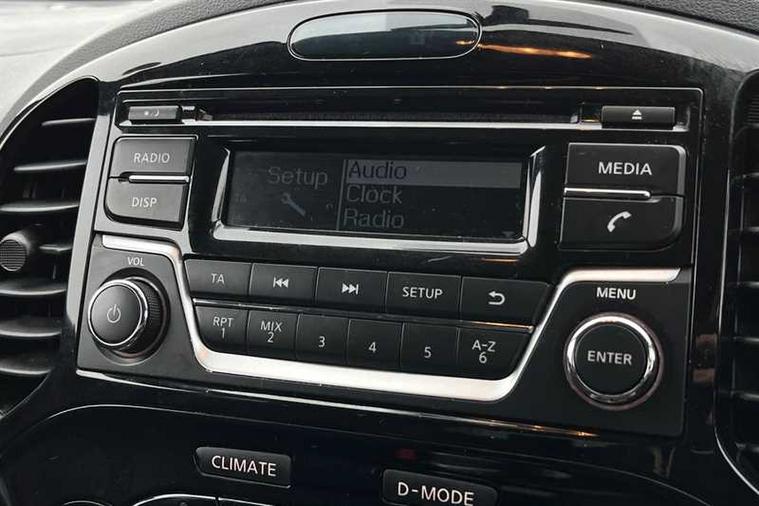 RADIO
DISP
Setup
Audio
Clock
Radio
MEDIA
VOL
TA
SETUP
MENU
RPT
1
MIX
2
3
4
5
A-Z
6
ENTER
CLIMATE
D-MODE